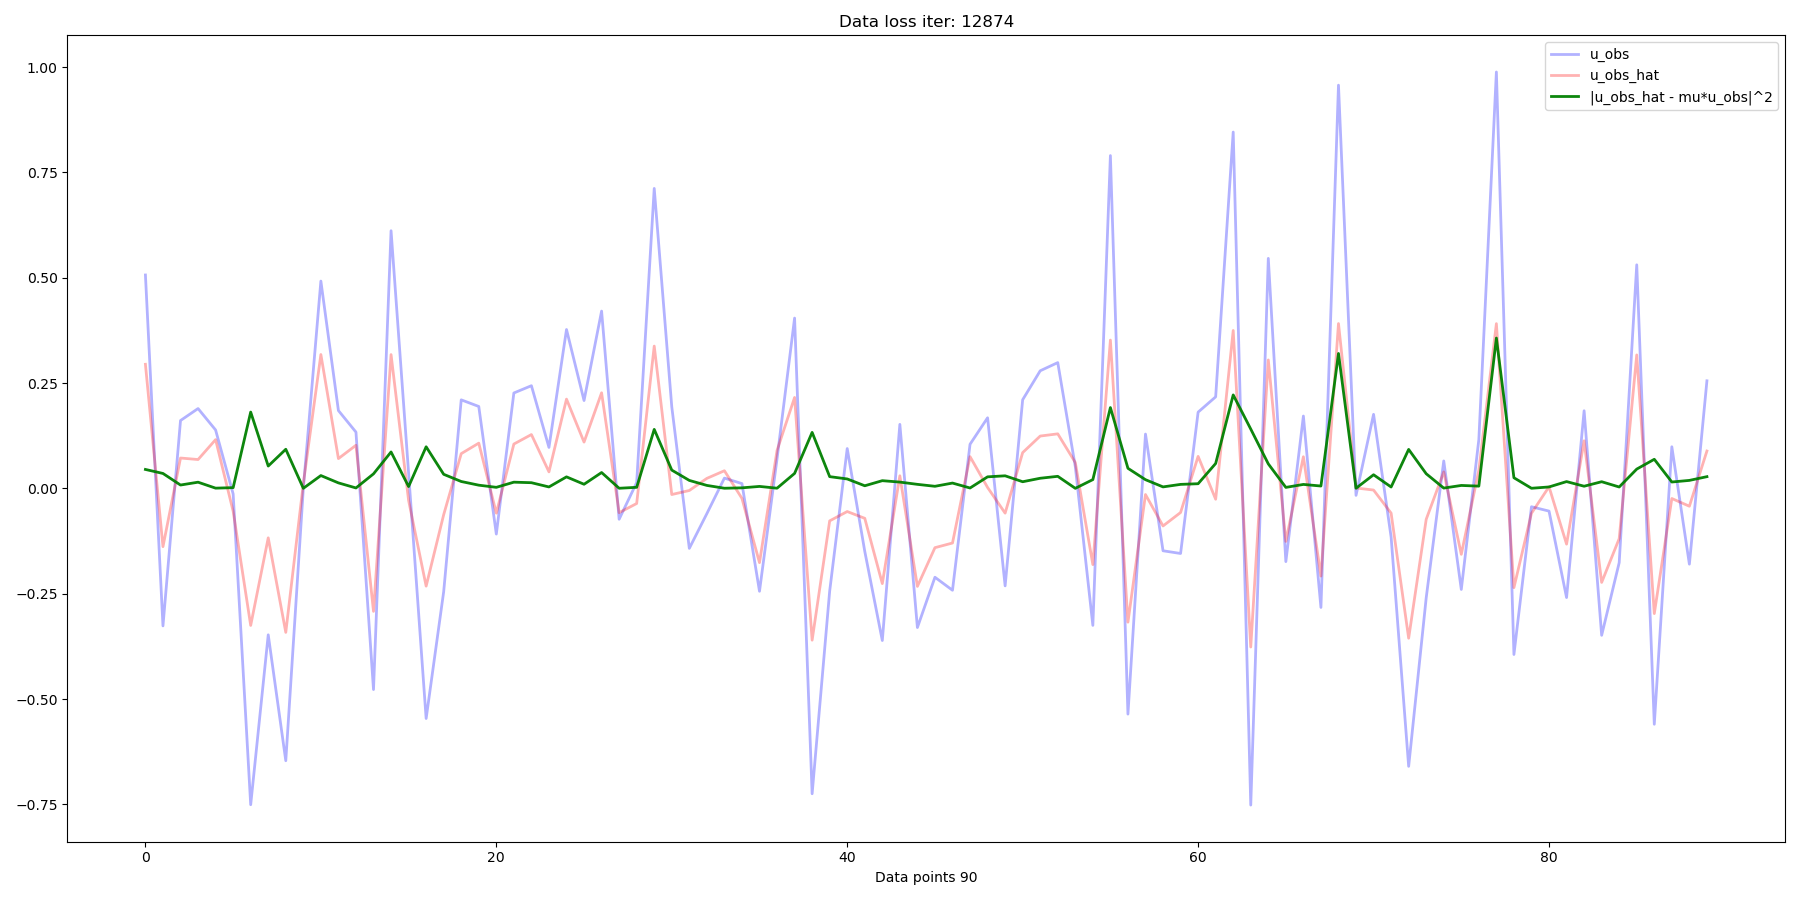 Data loss iter: 12874
u_obs
u_obs_hat
|u_obs_hat - mu*u_obs|^2
1.00
0.75
0.50
0.25
0.00
−0.25
−0.50
−0.75
0 20 40 60 80
Data points 90